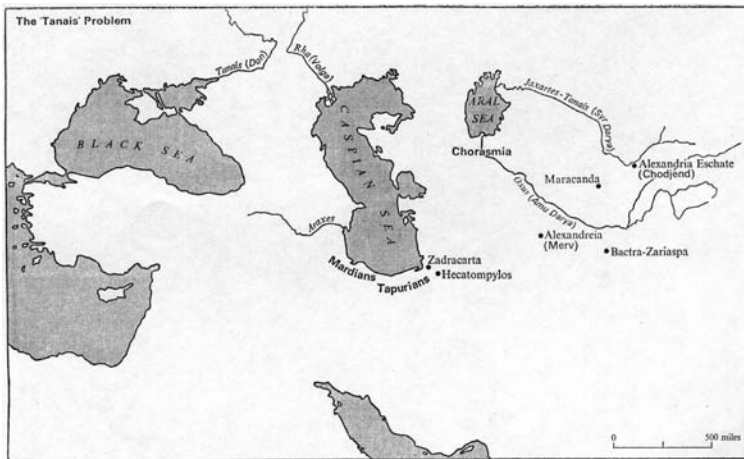 The 'Tanais' Problem
Tanais (Don)
Rha (Volga)
BLACK SEA
CASPIAN SEA
ARAL
SEA
Jaxartes-Tanais (Syr Darya)
Chorasmia
Alexandria Eschate
(Chodjend)
Maracanda
Oxus (Amu Darya)
Araxes
Alexandreia
(Merv)
Bactra-Zariaspa
Zadracarta
Hecatompylos
Mardians
Tapurians
0 500 miles